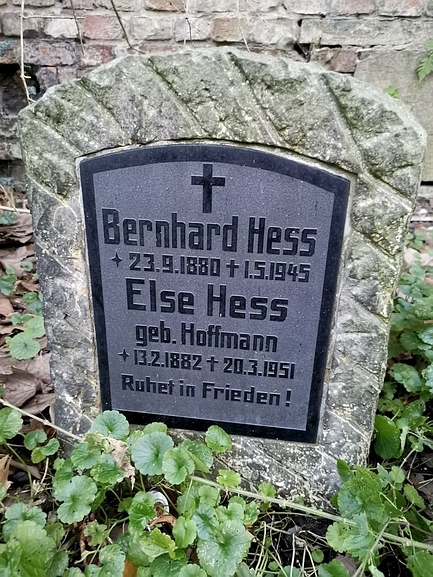 Bernhard Hess
✦ 23.9.1880 ✝ 1.5.1945
Else Hess
geb. Hoffmann
✦ 13.2.1882 ✝ 20.3.1951
Ruhet in Frieden!